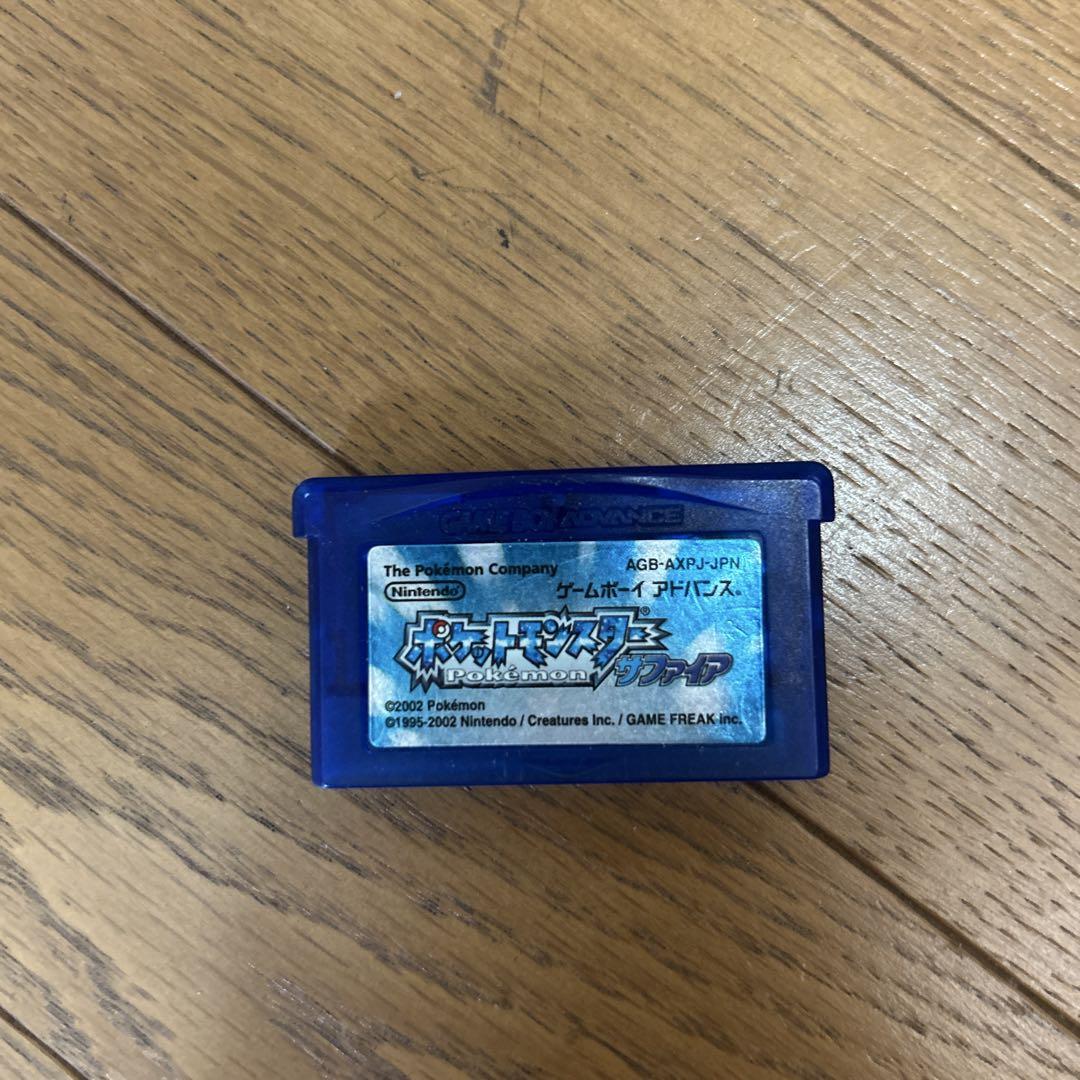 GAME BOY ADVANCE
The Pokémon Company
AGB-AXPJ-JPN
Nintendo
ゲームボーイ アドバンス®
ポケットモンスター®
Pokémon サファイア
©2002 Pokémon
©1995-2002 Nintendo / Creatures Inc. / GAME FREAK inc.